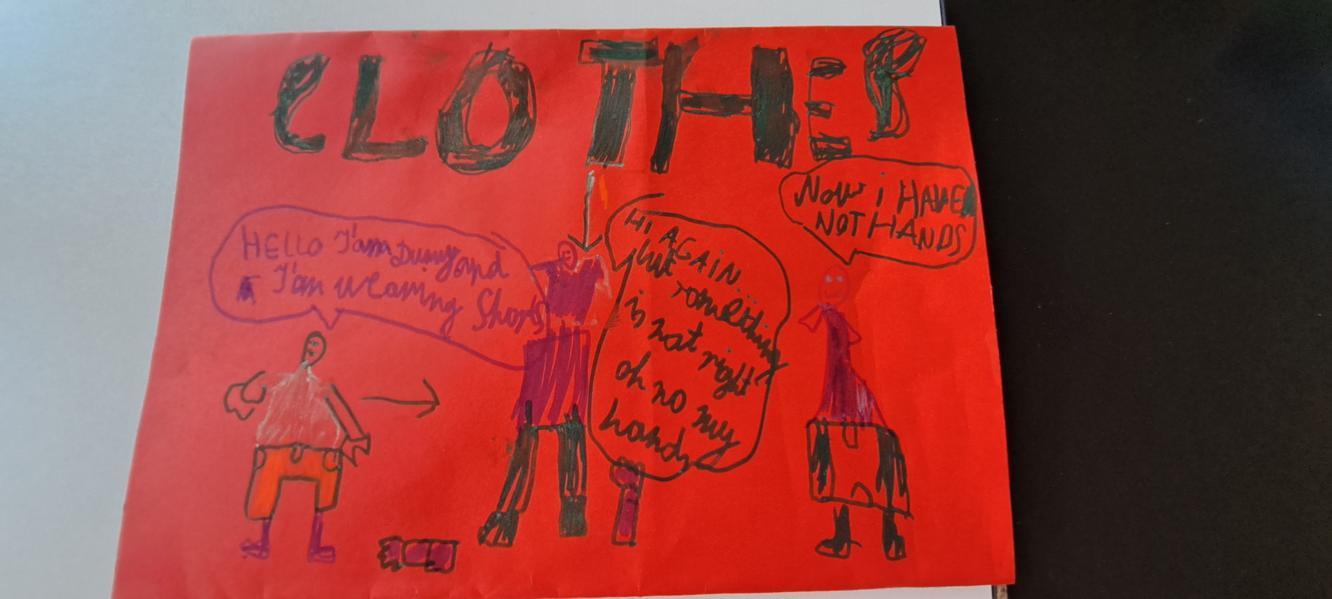 CLOTHES
HELLO I'am Dummy and
I'am wearing Shorts
HI AGAIN...
but something
is not right
oh no my
hands
NOW i HAVE
NOT HANDS